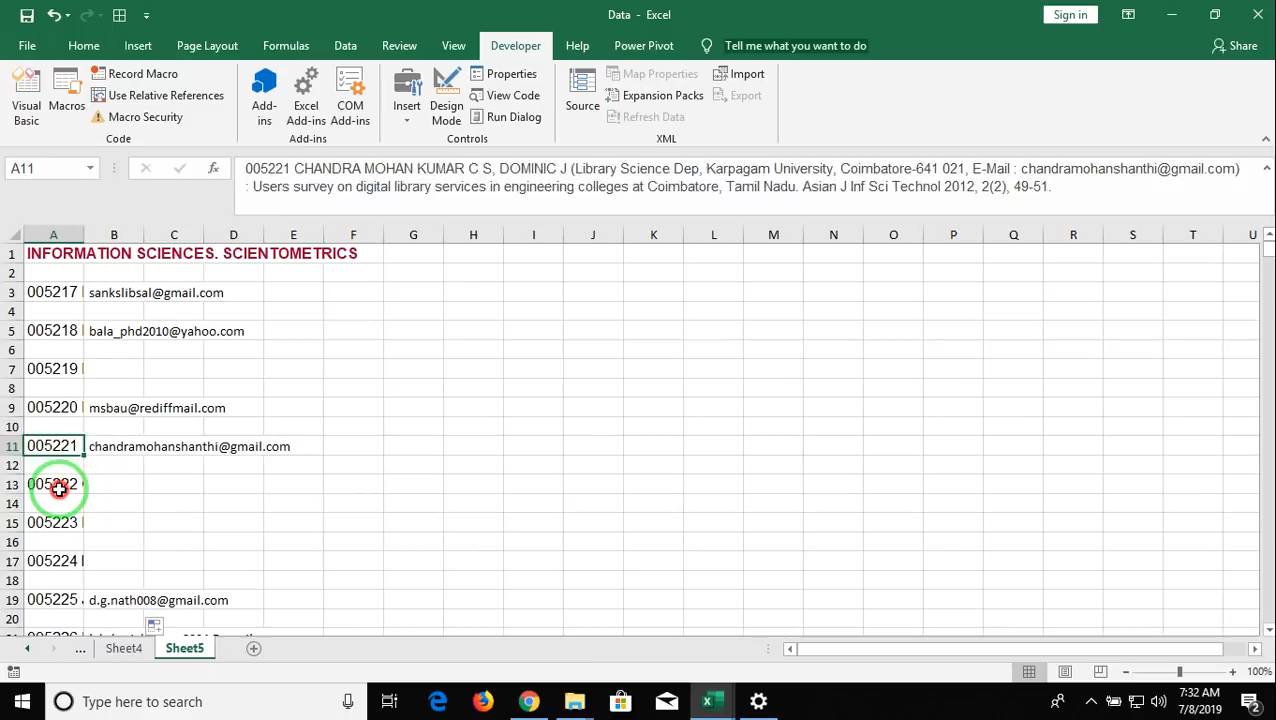 Data - Excel
Sign in
File Home Insert Page Layout Formulas Data Review View Developer Help Power Pivot Tell me what you want to do Share
Visual Basic
Macros
Record Macro
Use Relative References
Macro Security
Code
Add-ins
Excel Add-ins
COM Add-ins
Add-ins
Insert
Design Mode
Properties
View Code
Run Dialog
Controls
Source
Map Properties
Expansion Packs
Refresh Data
Import
Export
XML
A11
fx
005221 CHANDRA MOHAN KUMAR C S, DOMINIC J (Library Science Dep, Karpagam University, Coimbatore-641 021, E-Mail : chandramohanshanthi@gmail.com)
: Users survey on digital library services in engineering colleges at Coimbatore, Tamil Nadu. Asian J Inf Sci Technol 2012, 2(2), 49-51.
A B C D E F G H I J K L M N O P Q R S T U
1 INFORMATION SCIENCES. SCIENTOMETRICS
2
3 005217 sankslibsal@gmail.com
4
5 005218 bala_phd2010@yahoo.com
6
7 005219
8
9 005220 msbau@rediffmail.com
10
11 005221 chandramohanshanthi@gmail.com
12
13 005222
14
15 005223
16
17 005224
18
19 005225 d.g.nath008@gmail.com
20
... Sheet4 Sheet5
100%
Type here to search
7:32 AM
7/8/2019
2